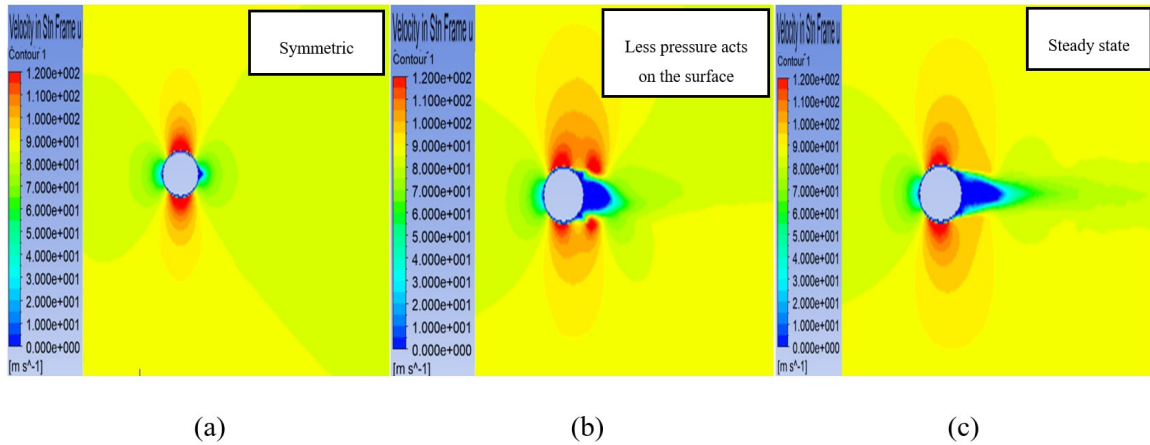 Velocity in Stn Frame u
Contour 1
1.200e+002
1.100e+002
1.000e+002
9.000e+001
8.000e+001
7.000e+001
6.000e+001
5.000e+001
4.000e+001
3.000e+001
2.000e+001
1.000e+001
0.000e+000
[m s^-1]
Symmetric
(a)
Velocity in Stn Frame u
Contour 1
1.200e+002
1.100e+002
1.000e+002
9.000e+001
8.000e+001
7.000e+001
6.000e+001
5.000e+001
4.000e+001
3.000e+001
2.000e+001
1.000e+001
0.000e+000
[m s^-1]
Less pressure acts
on the surface
(b)
Velocity in Stn Frame u
Contour 1
1.200e+002
1.100e+002
1.000e+002
9.000e+001
8.000e+001
7.000e+001
6.000e+001
5.000e+001
4.000e+001
3.000e+001
2.000e+001
1.000e+001
0.000e+000
[m s^-1]
Steady state
(c)